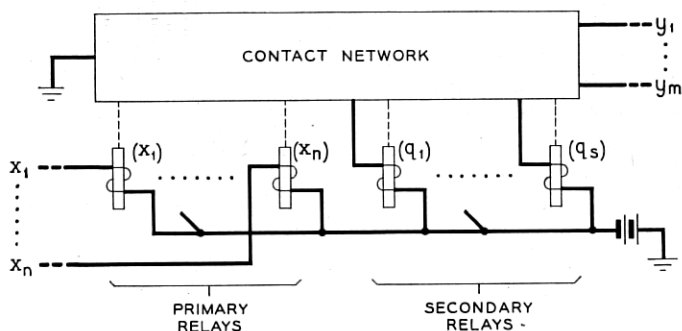 y1
CONTACT NETWORK
ym
(x1) (xn) (q1) (qs)
x1
xn
PRIMARY
RELAYS
SECONDARY
RELAYS